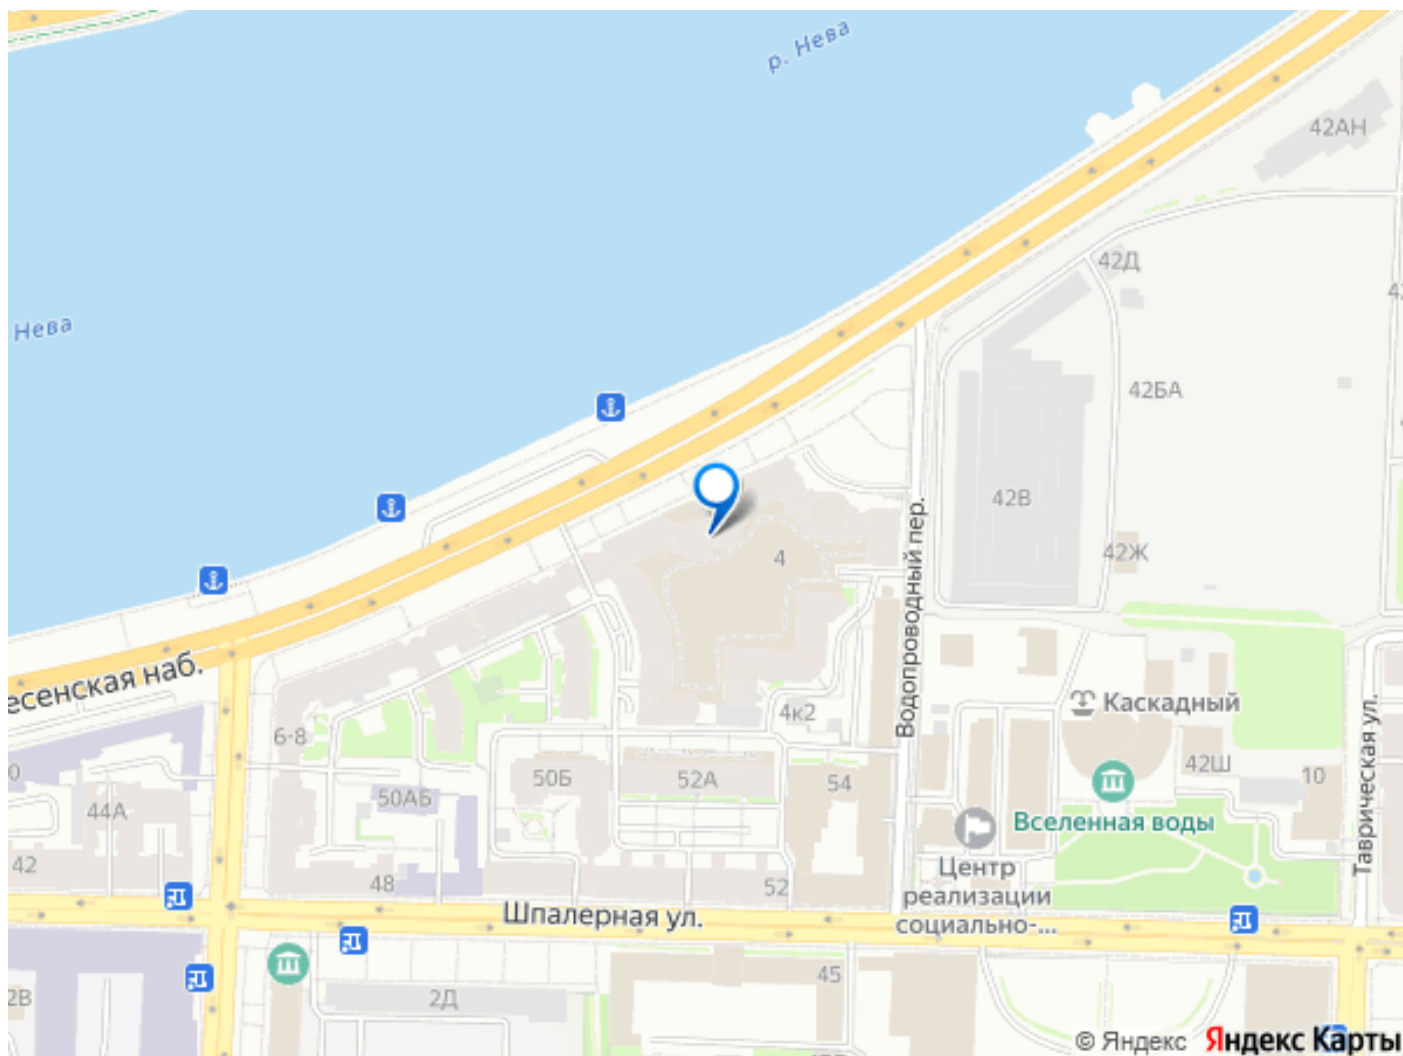 р. Нева
42АН
42Д
Нева
42БА
42В
4
42Ж
Водопроводный пер.
есенская наб.
4к2
Каскадный
6-8
Таврическая ул.
50Б
52А
54
42Ш
10
0
50АБ
44А
Вселенная воды
42
48
52
Центр
реализации
социально-...
Шпалерная ул.
45
2В
2Д
© Яндекс Яндекс Карты